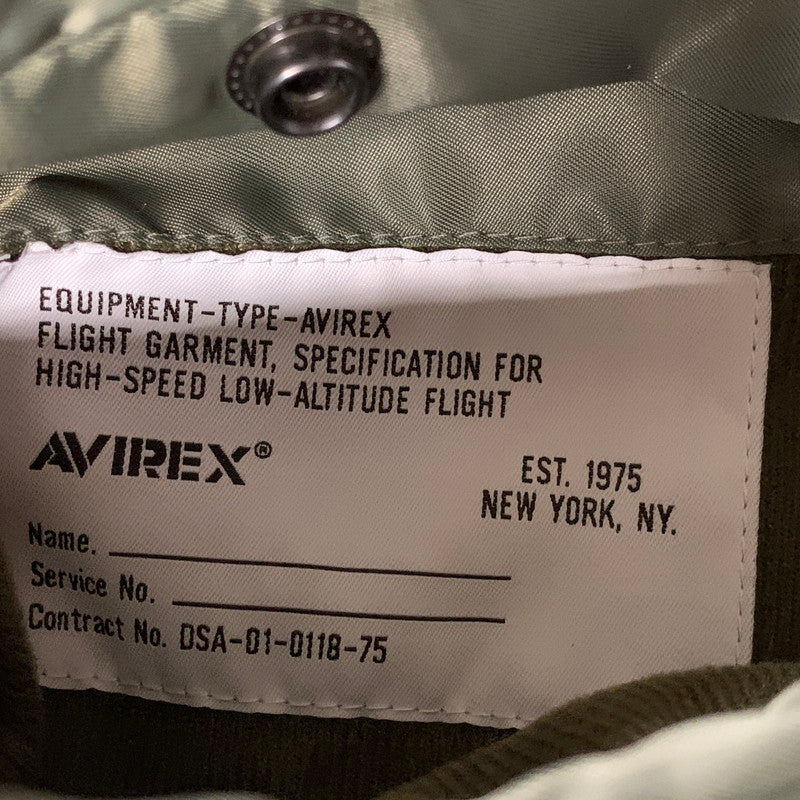 EQUIPMENT-TYPE-AVIREX
FLIGHT GARMENT, SPECIFICATION FOR
HIGH-SPEED LOW-ALTITUDE FLIGHT
AVIREX®
EST. 1975
NEW YORK, NY.
Name.
Service No.
Contract No. DSA-01-0118-75